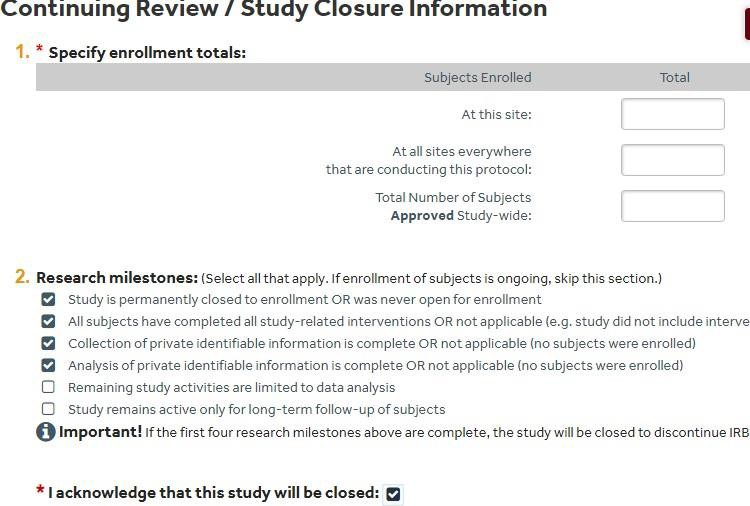 Continuing Review / Study Closure Information
1. * Specify enrollment totals:
Subjects Enrolled Total
At this site:
At all sites everywhere
that are conducting this protocol:
Total Number of Subjects
Approved Study-wide:
2. Research milestones: (Select all that apply. If enrollment of subjects is ongoing, skip this section.)
Study is permanently closed to enrollment OR was never open for enrollment
All subjects have completed all study-related interventions OR not applicable (e.g. study did not include interve
Collection of private identifiable information is complete OR not applicable (no subjects were enrolled)
Analysis of private identifiable information is complete OR not applicable (no subjects were enrolled)
Remaining study activities are limited to data analysis
Study remains active only for long-term follow-up of subjects
Important! If the first four research milestones above are complete, the study will be closed to discontinue IRB
* I acknowledge that this study will be closed: